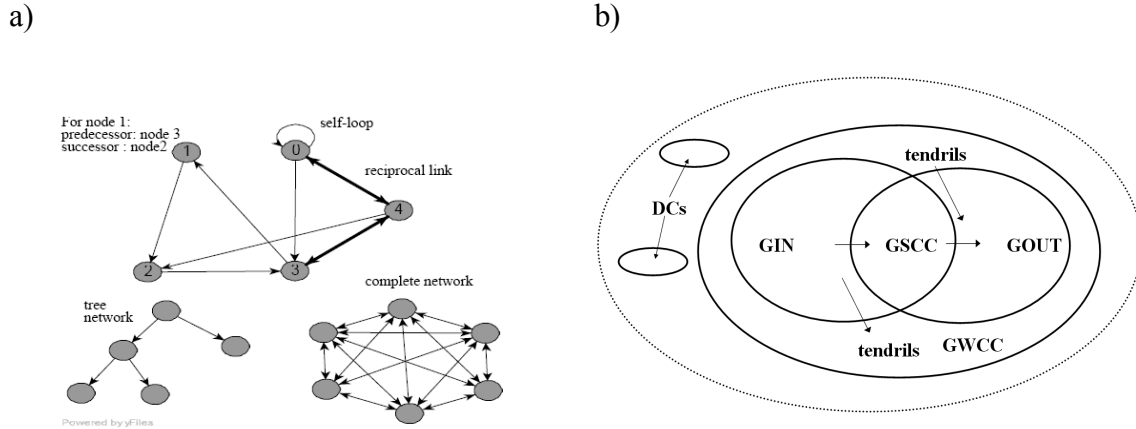 a)
b)
For node 1:
predecessor: node 3
successor : node2
self-loop
1
0
reciprocal link
4
2
3
complete network
tree
network
Powered by yFiles
tendrils
DCs
GIN
GSCC
GOUT
tendrils
GWCC